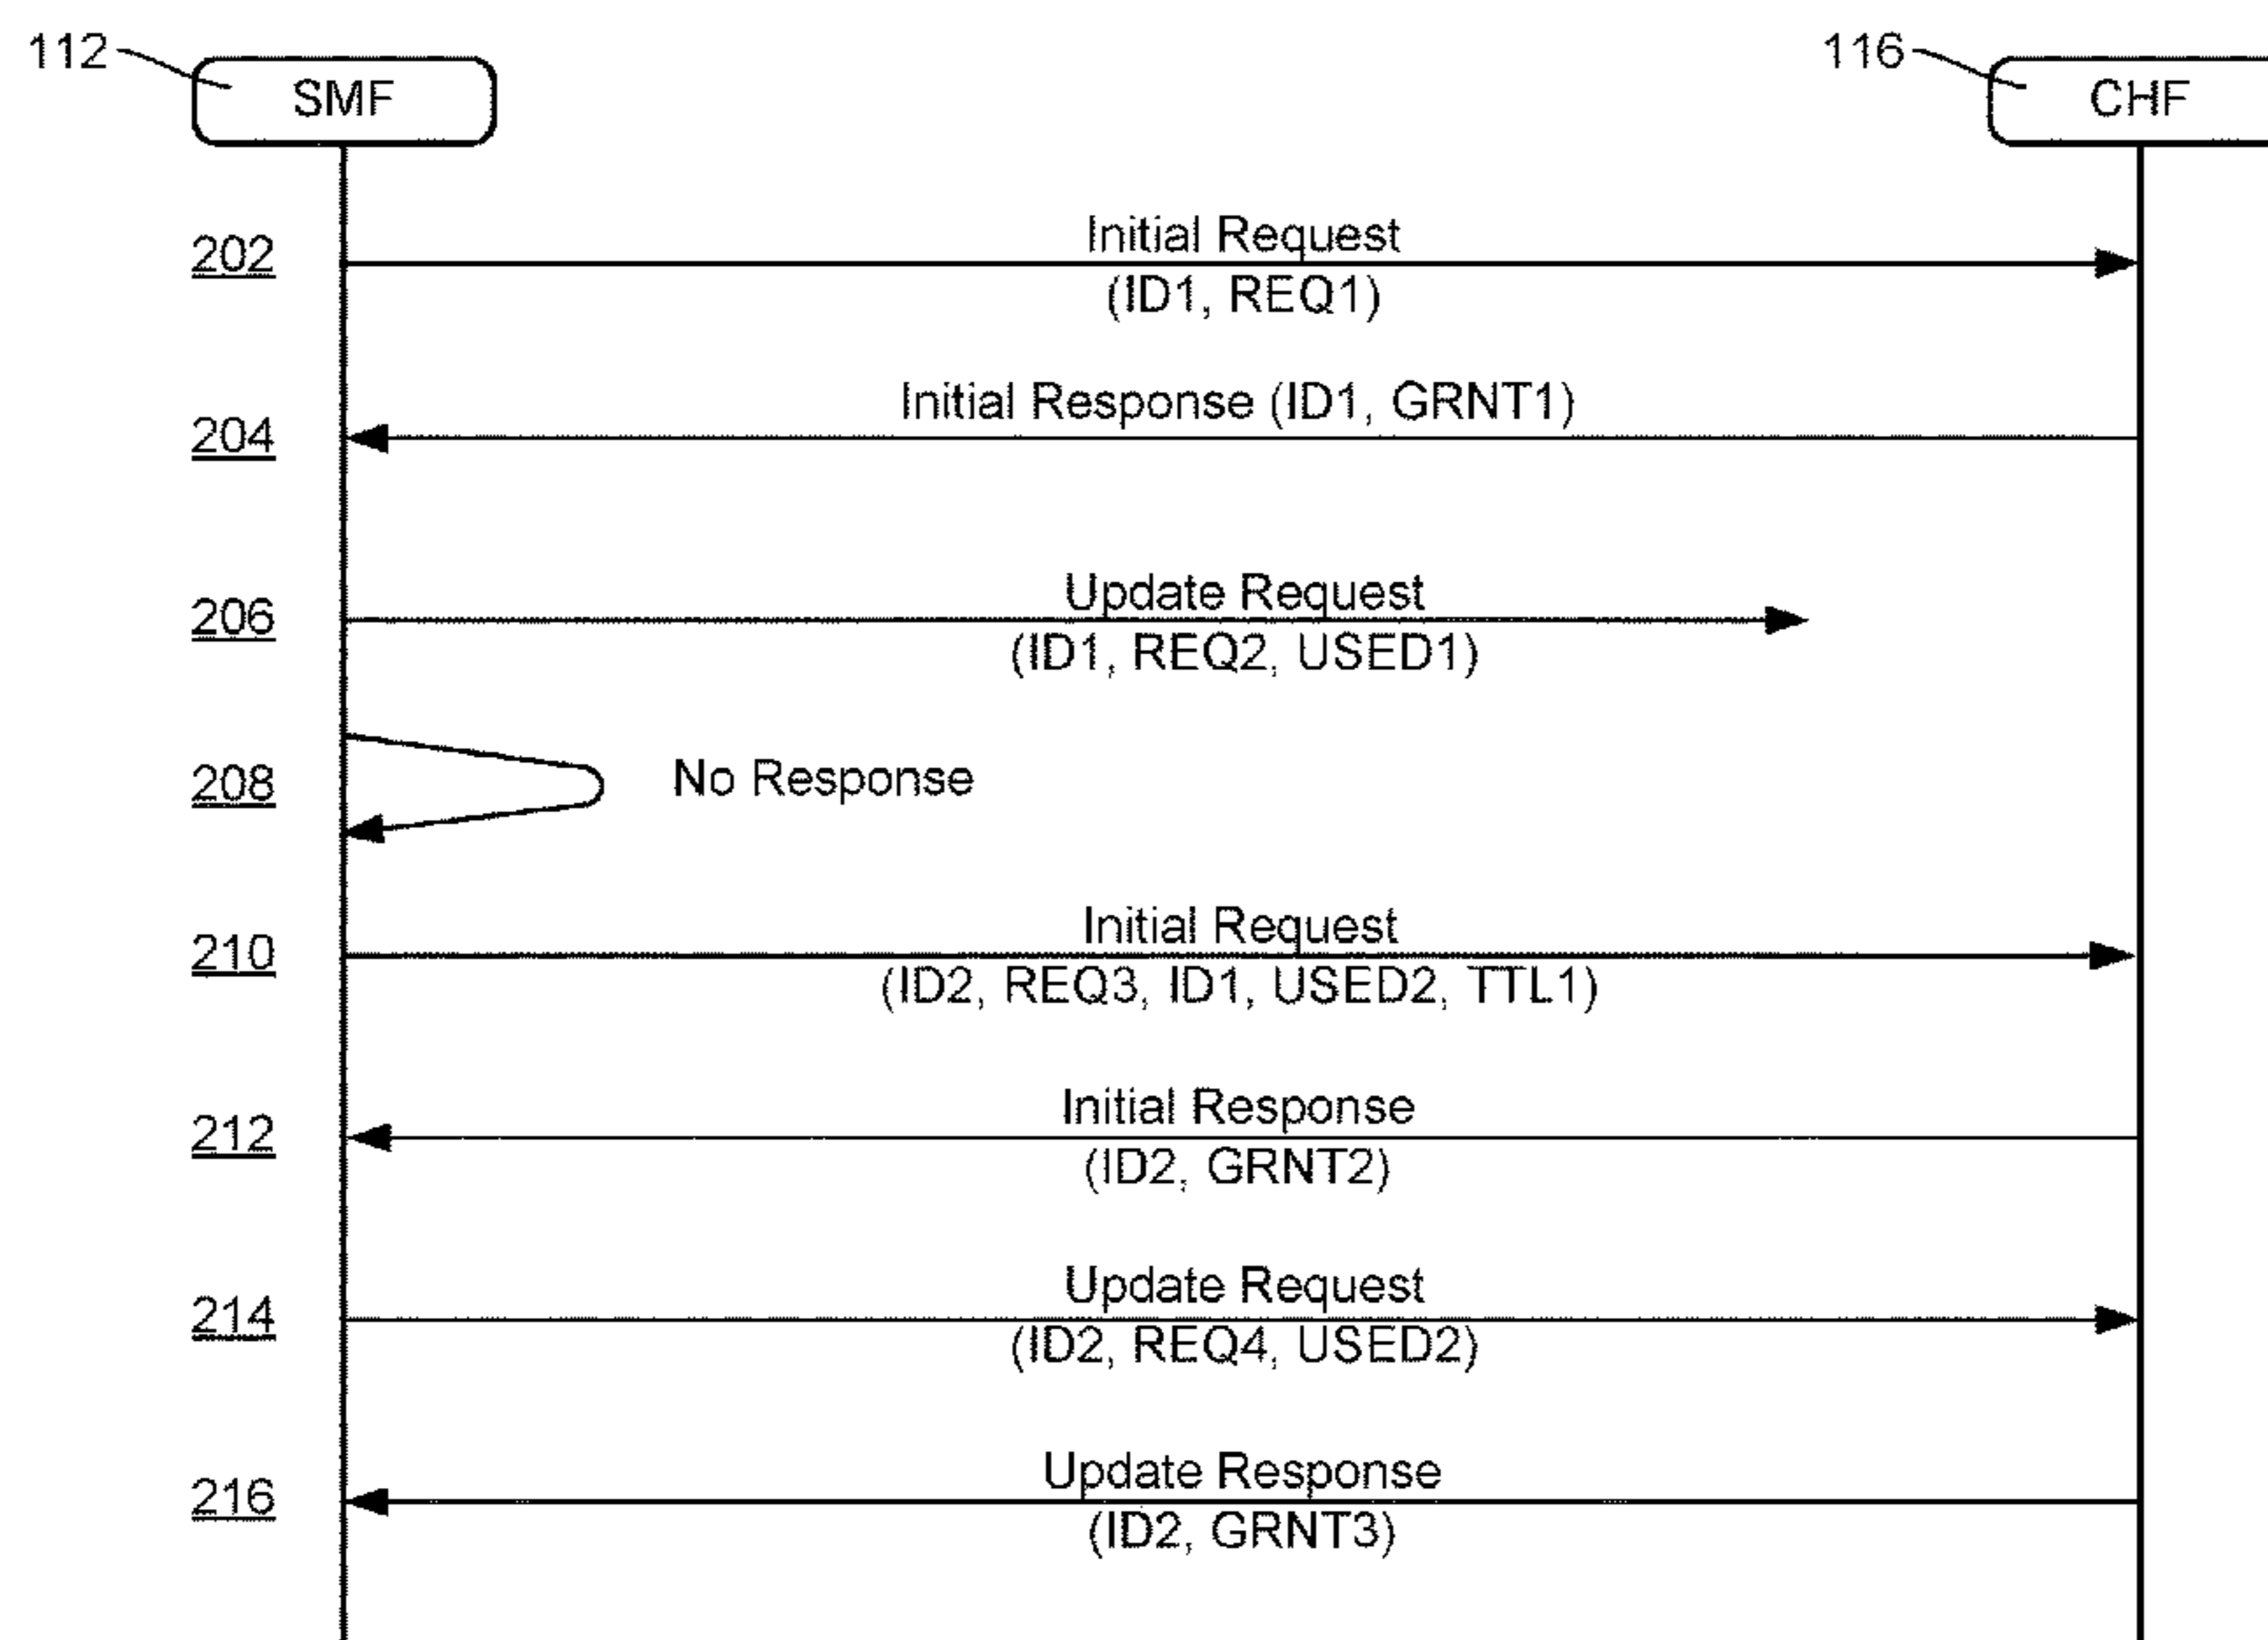 112
SMF
116
CHF
202
Initial Request
(ID1, REQ1)
204
Initial Response (ID1, GRNT1)
206
Update Request
(ID1, REQ2, USED1)
208
No Response
210
Initial Request
(ID2, REQ3, ID1, USED2, TTL1)
212
Initial Response
(ID2, GRNT2)
214
Update Request
(ID2, REQ4, USED2)
216
Update Response
(ID2, GRNT3)